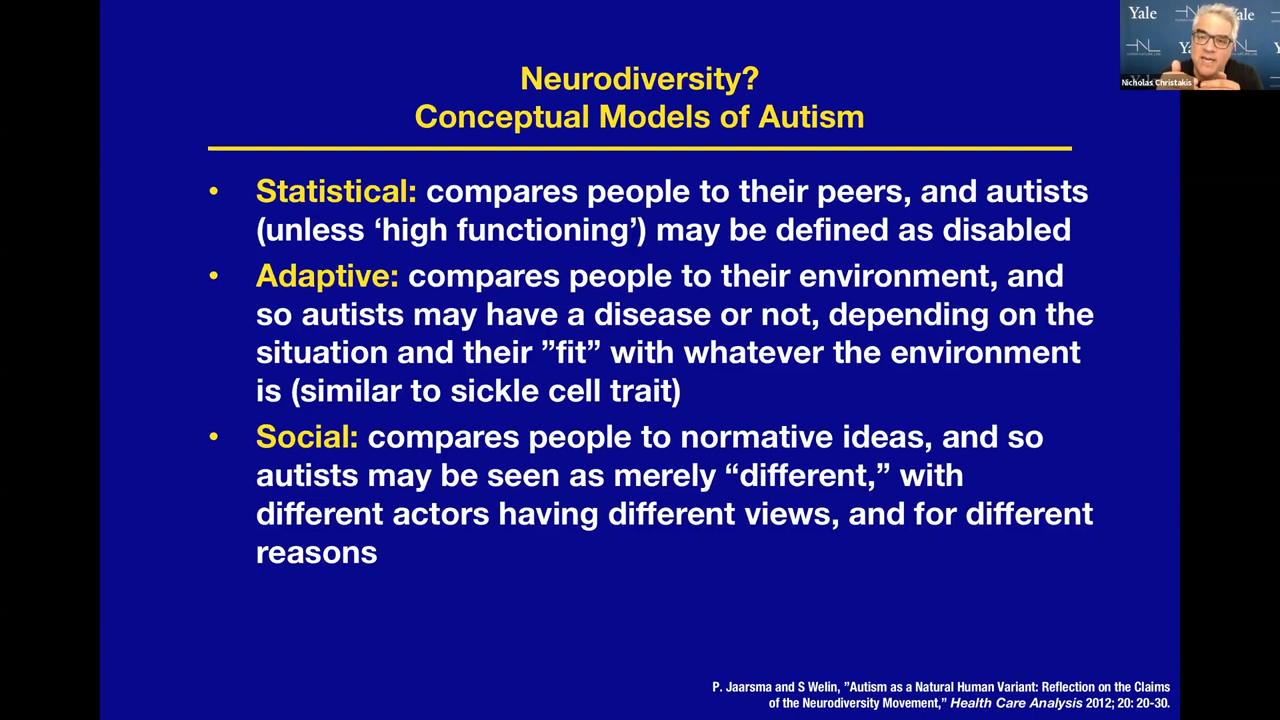 Neurodiversity?
Conceptual Models of Autism
• Statistical: compares people to their peers, and autists
(unless ‘high functioning’) may be defined as disabled
• Adaptive: compares people to their environment, and
so autists may have a disease or not, depending on the
situation and their ”fit” with whatever the environment
is (similar to sickle cell trait)
• Social: compares people to normative ideas, and so
autists may be seen as merely “different,” with
different actors having different views, and for different
reasons
P. Jaarsma and S Welin, ”Autism as a Natural Human Variant: Reflection on the Claims
of the Neurodiversity Movement,” Health Care Analysis 2012; 20: 20-30.
Yale
Yale
Nicholas Christakis